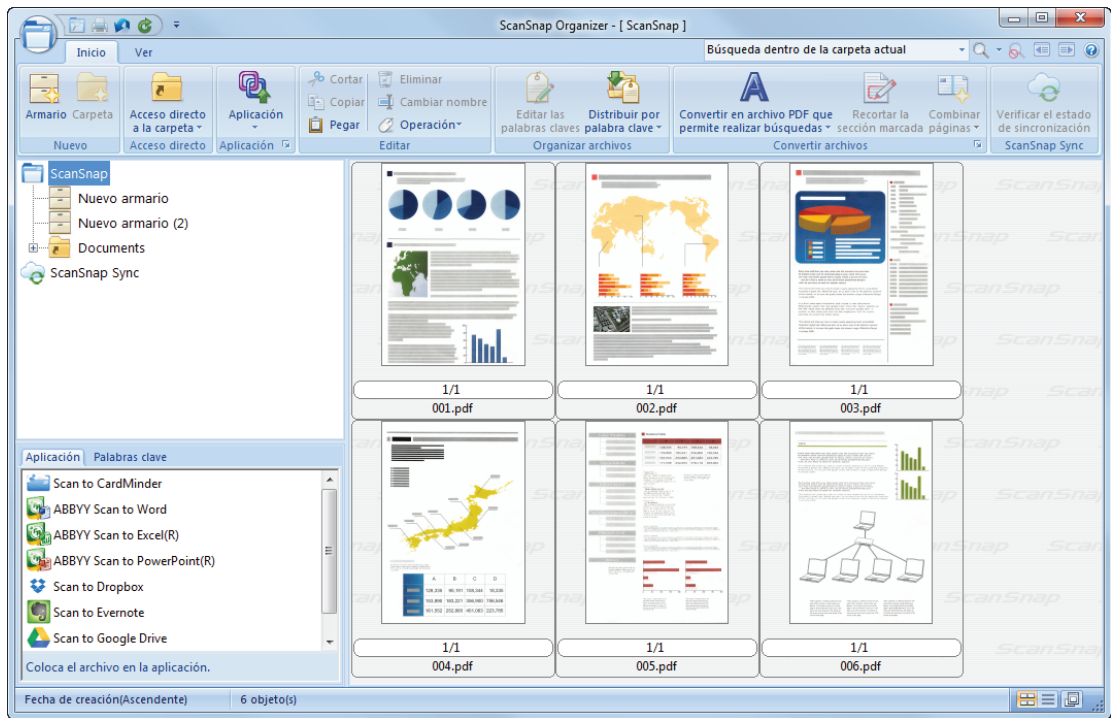 ScanSnap Organizer - [ ScanSnap ]
Inicio Ver
Búsqueda dentro de la carpeta actual
Armario Carpeta
Nuevo
Acceso directo
a la carpeta
Acceso directo
Aplicación
Aplicación
Cortar
Copiar
Pegar
Eliminar
Cambiar nombre
Operación
Editar
Editar las
palabras claves
Distribuir por
palabra clave
Organizar archivos
Convertir en archivo PDF que
permite realizar búsquedas
Recortar la
sección marcada
Combinar
páginas
Convertir archivos
Verificar el estado
de sincronización
ScanSnap Sync
ScanSnap
Nuevo armario
Nuevo armario (2)
Documents
ScanSnap Sync
Aplicación Palabras clave
Scan to CardMinder
ABBYY Scan to Word
ABBYY Scan to Excel(R)
ABBYY Scan to PowerPoint(R)
Scan to Dropbox
Scan to Evernote
Scan to Google Drive
Coloca el archivo en la aplicación.
1/1
001.pdf
1/1
002.pdf
1/1
003.pdf
A B C D
1/1
004.pdf
1/1
005.pdf
1/1
006.pdf
Fecha de creación(Ascendente) 6 objeto(s)